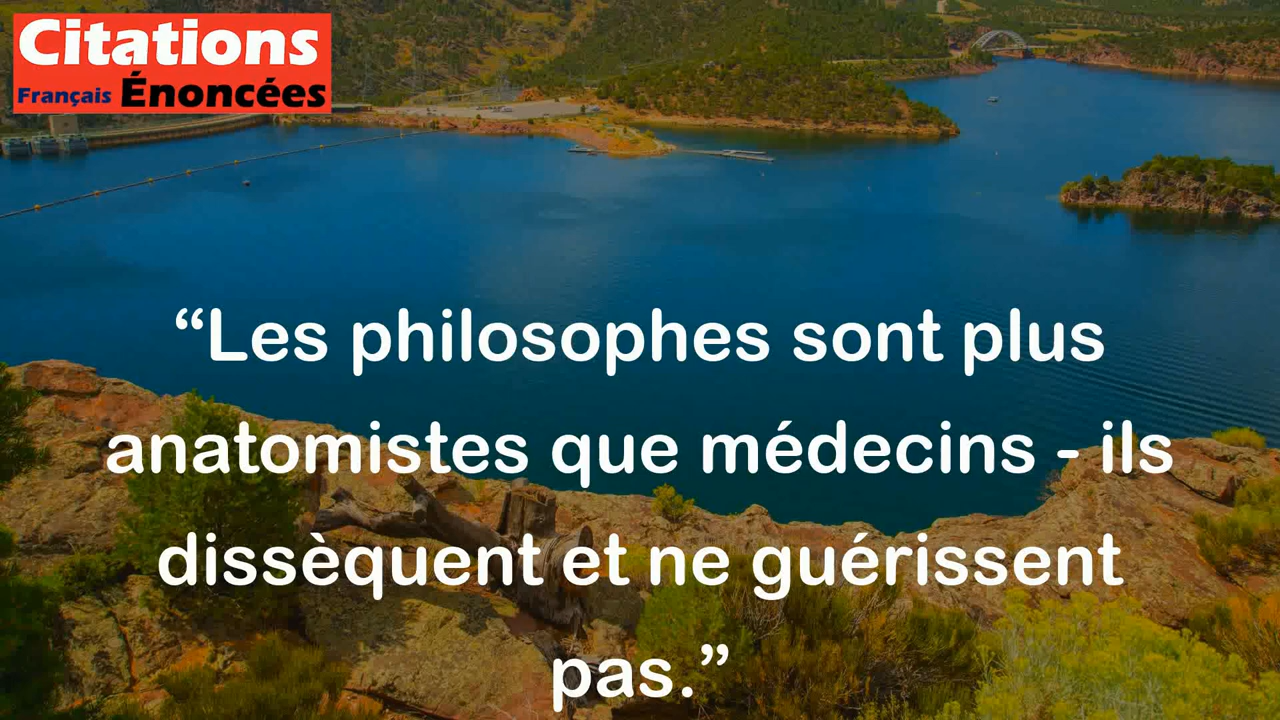 Citations
Français Énoncées
“Les philosophes sont plus
anatomistes que médecins - ils
dissèquent et ne guérissent
pas.”